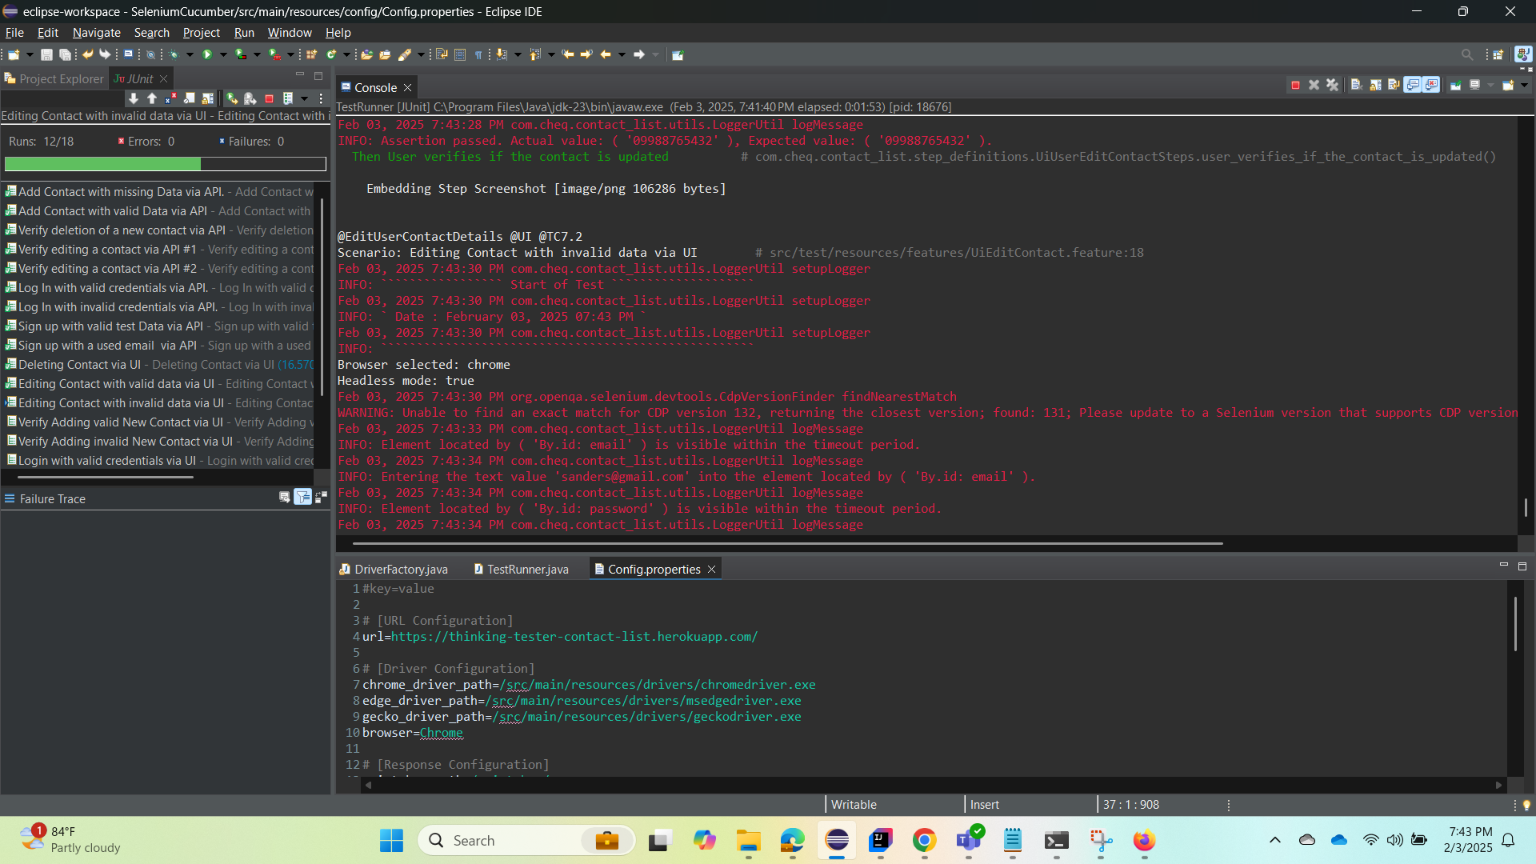 eclipse-workspace - SeleniumCucumber/src/main/resources/config/Config.properties - Eclipse IDE
File Edit Navigate Search Project Run Window Help
Project Explorer JUnit
Editing Contact with invalid data via UI - Editing Contact with i
Runs: 12/18 Errors: 0 Failures: 0
Add Contact with missing Data via API. - Add Contact w
Add Contact with valid Data via API - Add Contact with
Verify deletion of a new contact via API - Verify deletion
Verify editing a contact via API #1 - Verify editing a cont
Verify editing a contact via API #2 - Verify editing a cont
Log In with valid credentials via API. - Log In with valid c
Log In with invalid credentials via API. - Log In with inva
Sign up with valid test Data via API - Sign up with valid
Sign up with a used email  via API - Sign up with a used
Deleting Contact via UI - Deleting Contact via UI (16.570
Editing Contact with valid data via UI - Editing Contact
Editing Contact with invalid data via UI - Editing Contac
Verify Adding valid New Contact via UI - Verify Adding v
Verify Adding invalid New Contact via UI - Verify Adding
Login with valid credentials via UI - Login with valid cred
Failure Trace
Console
TestRunner [JUnit] C:\Program Files\Java\jdk-23\bin\javaw.exe (Feb 3, 2025, 7:41:40 PM elapsed: 0:01:53) [pid: 18676]
Feb 03, 2025 7:43:28 PM com.cheq.contact_list.utils.LoggerUtil logMessage
INFO: Assertion passed. Actual value: ( '09988765432' ), Expected value: ( '09988765432' ).
Then User verifies if the contact is updated # com.cheq.contact_list.step_definitions.UiUserEditContactSteps.user_verifies_if_the_contact_is_updated()
Embedding Step Screenshot [image/png 106286 bytes]
@EditUserContactDetails @UI @TC7.2
Scenario: Editing Contact with invalid data via UI # src/test/resources/features/UiEditContact.feature:18
Feb 03, 2025 7:43:30 PM com.cheq.contact_list.utils.LoggerUtil setupLogger
INFO: ````````````````` Start of Test ````````````````````
Feb 03, 2025 7:43:30 PM com.cheq.contact_list.utils.LoggerUtil setupLogger
INFO: ` Date : February 03, 2025 07:43 PM `
Feb 03, 2025 7:43:30 PM com.cheq.contact_list.utils.LoggerUtil setupLogger
INFO: ````````````````````````````````````````````````````
Browser selected: chrome
Headless mode: true
Feb 03, 2025 7:43:30 PM org.openqa.selenium.devtools.CdpVersionFinder findNearestMatch
WARNING: Unable to find an exact match for CDP version 132, returning the closest version; found: 131; Please update to a Selenium version that supports CDP version
Feb 03, 2025 7:43:33 PM com.cheq.contact_list.utils.LoggerUtil logMessage
INFO: Element located by ( 'By.id: email' ) is visible within the timeout period.
Feb 03, 2025 7:43:34 PM com.cheq.contact_list.utils.LoggerUtil logMessage
INFO: Entering the text value 'sanders@gmail.com' into the element located by ( 'By.id: email' ).
Feb 03, 2025 7:43:34 PM com.cheq.contact_list.utils.LoggerUtil logMessage
INFO: Element located by ( 'By.id: password' ) is visible within the timeout period.
Feb 03, 2025 7:43:34 PM com.cheq.contact_list.utils.LoggerUtil logMessage
DriverFactory.java TestRunner.java Config.properties
1 #key=value
2
3 # [URL Configuration]
4 url=https://thinking-tester-contact-list.herokuapp.com/
5
6 # [Driver Configuration]
7 chrome_driver_path=/src/main/resources/drivers/chromedriver.exe
8 edge_driver_path=/src/main/resources/drivers/msedgedriver.exe
9 gecko_driver_path=/src/main/resources/drivers/geckodriver.exe
10 browser=Chrome
11
12 # [Response Configuration]
Writable Insert 37 : 1 : 908
1 84°F
Partly cloudy
Search
7:43 PM
2/3/2025